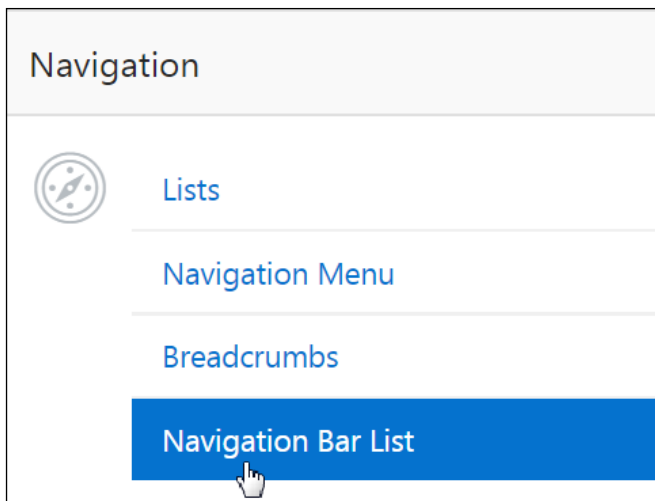 Navigation
Lists
Navigation Menu
Breadcrumbs
Navigation Bar List